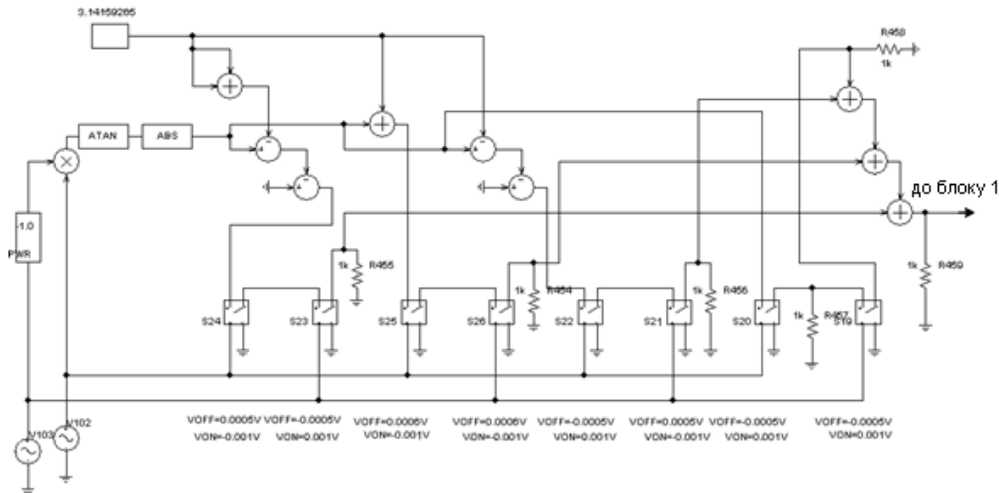 3.14159265
R458
1k
ATAN
ABS
до блоку 1
-1.0
PWR
1k
R455
1k
R454
1k
R456
1k
R457
1k
R459
S24
S23
S25
S26
S22
S21
S20
S19
V103
V102
VOFF=0.0005V VOFF=-0.0005V VOFF=0.0006V VOFF=0.0006V VOFF=-0.0005V VOFF=0.0005V VOFF=-0.0005V VOFF=-0.0005V
VON=-0.001V VON=0.001V VON=-0.001V VON=-0.001V VON=0.001V VON=-0.001V VON=0.001V VON=0.001V